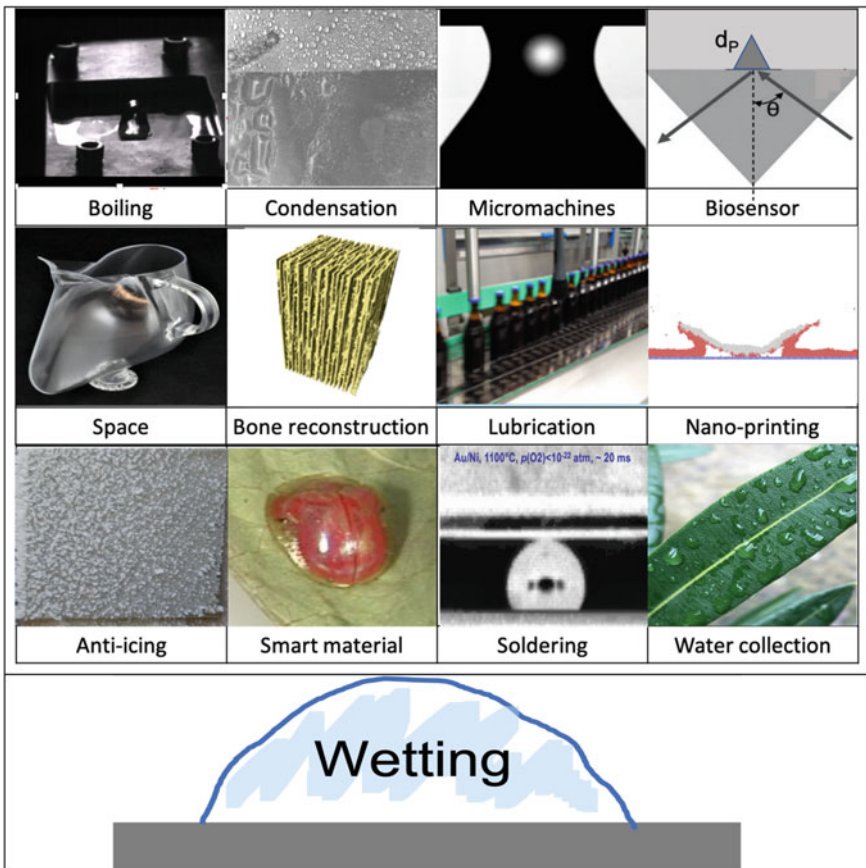 dP
θ
Boiling
Condensation
Micromachines
Biosensor
Space
Bone reconstruction
Lubrication
Nano-printing
Au/Ni, 1100°C, p(O2)<10⁻²² atm, ~ 20 ms
Anti-icing
Smart material
Soldering
Water collection
Wetting